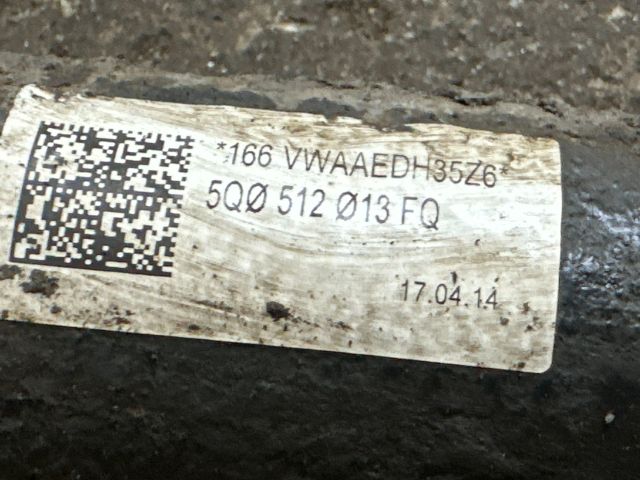 *166 VWAAEDH35Z6*
5QØ 512 Ø13 FQ
17.04.14